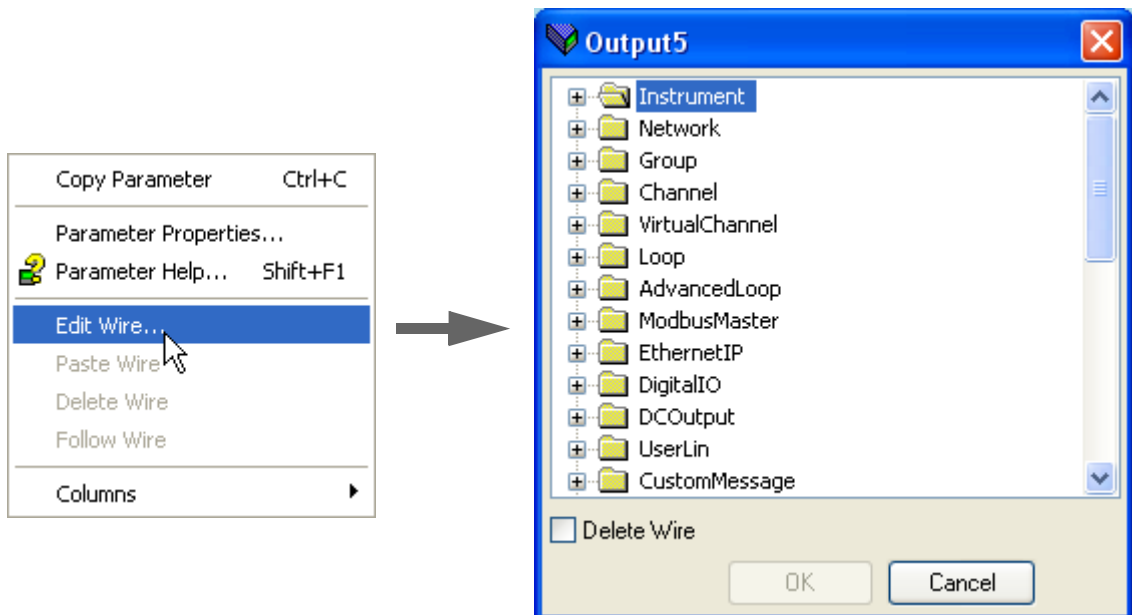 Copy Parameter Ctrl+C
Parameter Properties...
Parameter Help... Shift+F1
Edit Wire...
Paste Wire
Delete Wire
Follow Wire
Columns
Output5
Instrument
Network
Group
Channel
VirtualChannel
Loop
AdvancedLoop
ModbusMaster
EthernetIP
DigitalIO
DCOutput
UserLin
CustomMessage
Delete Wire
OK Cancel